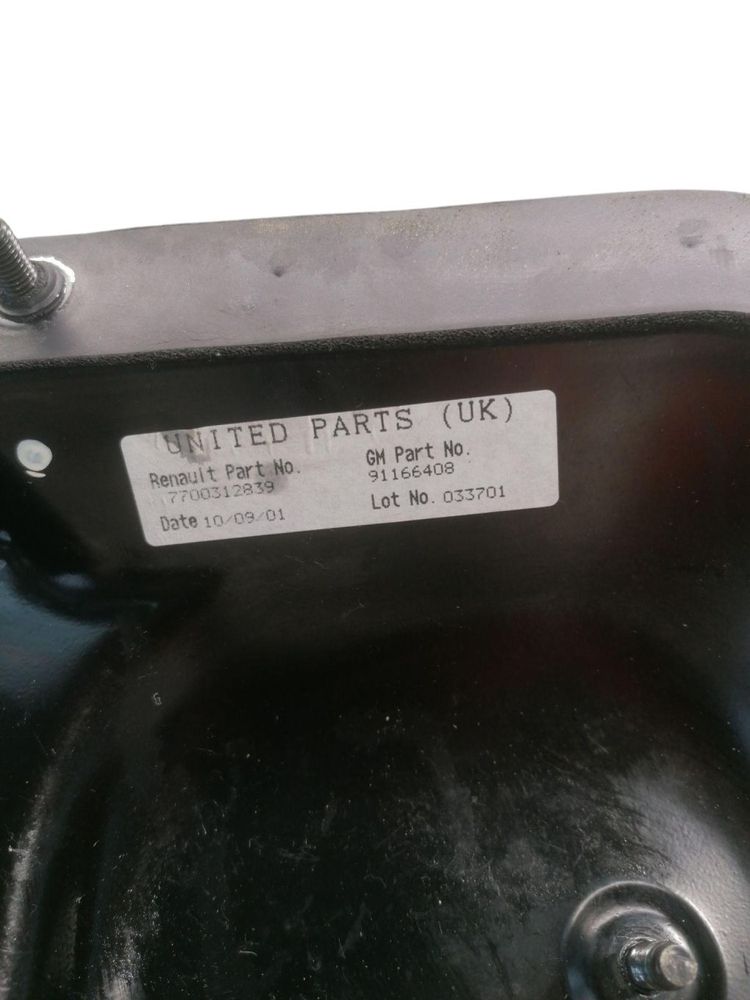 UNITED PARTS (UK)
Renault Part No. GM Part No.
7700312839 91166408
Date 10/09/01 Lot No. 033701